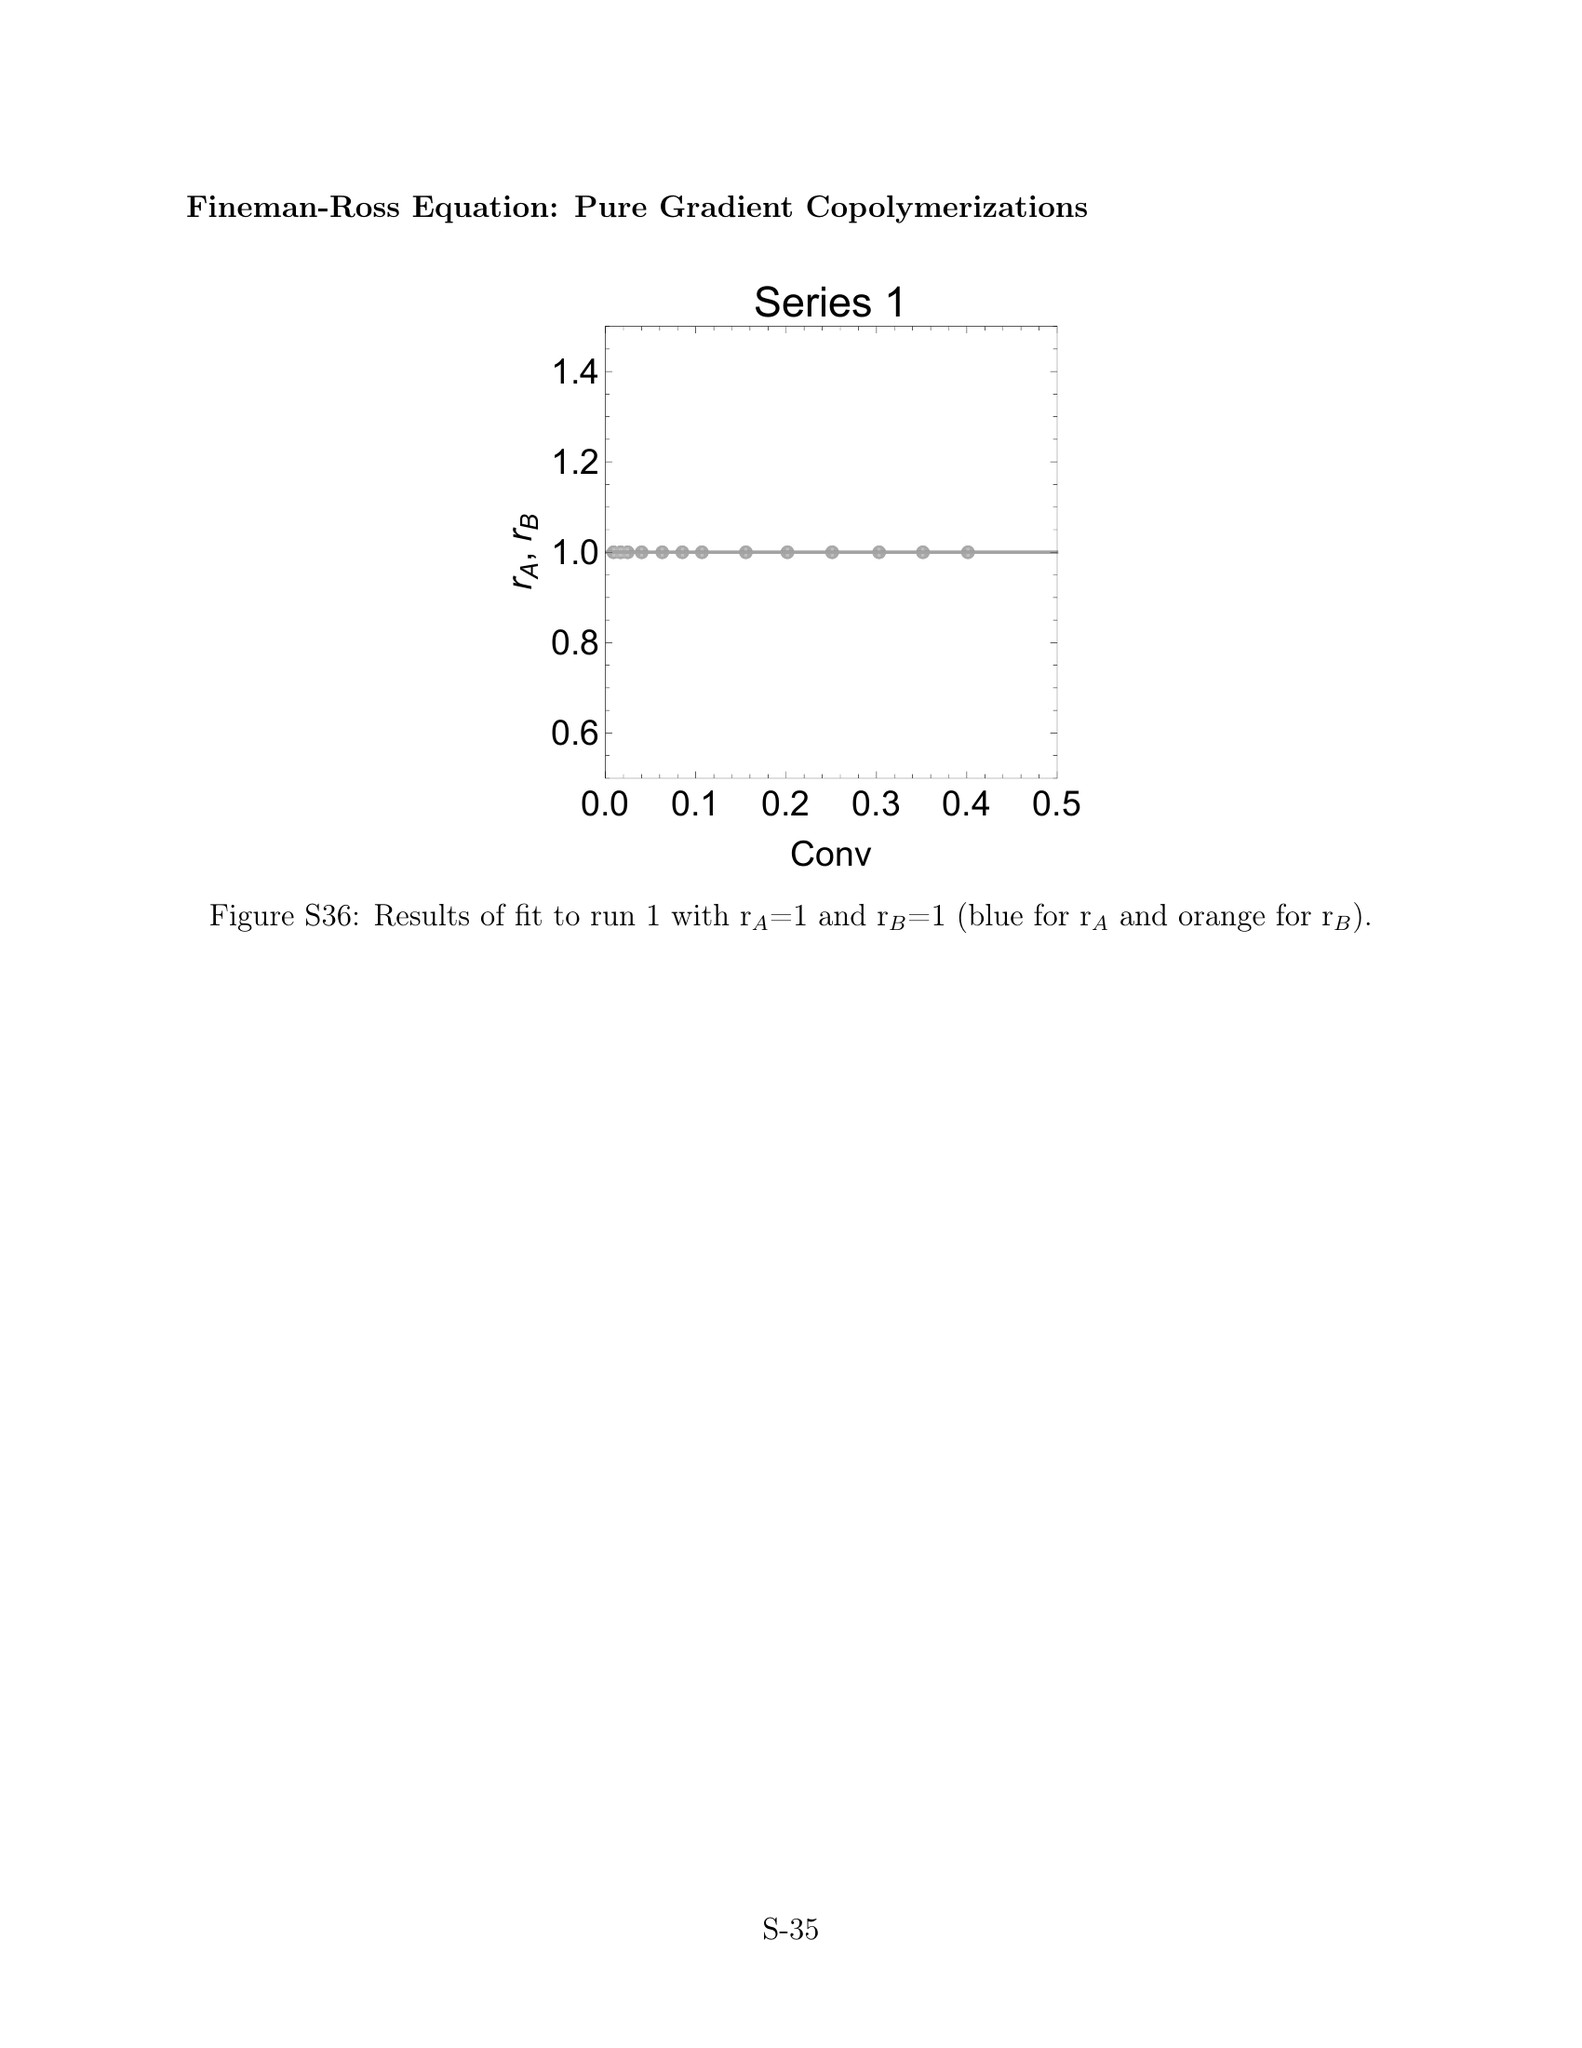 Fineman-Ross Equation: Pure Gradient Copolymerizations
Series 1
1.4
1.2
1.0
0.8
0.6
r_A, r_B
0.0 0.1 0.2 0.3 0.4 0.5
Conv
Figure S36: Results of fit to run 1 with r_A=1 and r_B=1 (blue for r_A and orange for r_B).
S-35